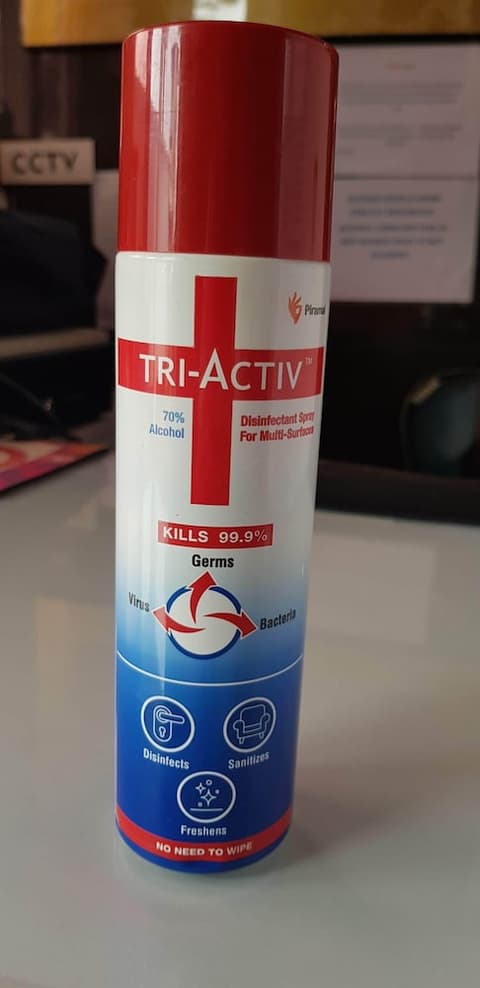 CCTV
Piramal
TRI-ACTIV™
70%
Alcohol
Disinfectant Spray
For Multi-Surfaces
KILLS 99.9%
Germs
Virus
Bacteria
Disinfects
Sanitizes
Freshens
NO NEED TO WIPE